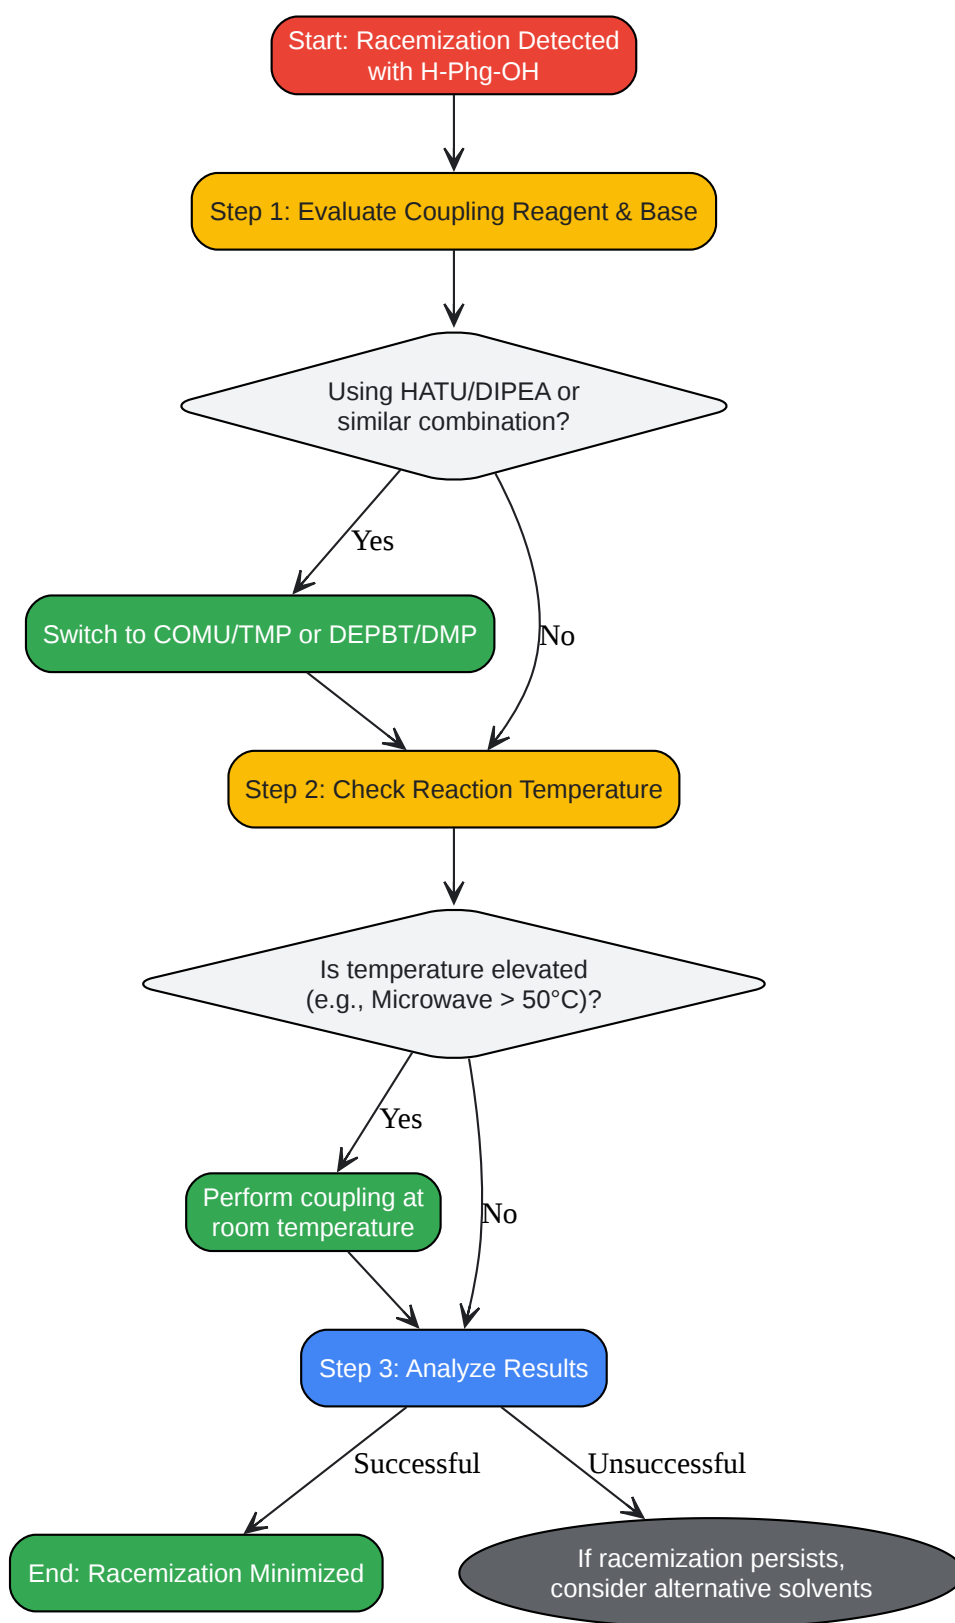 Start: Racemization Detected
with H-Phg-OH
Step 1: Evaluate Coupling Reagent & Base
Using HATU/DIPEA or
similar combination?
Yes
Switch to COMU/TMP or DEPBT/DMP
No
Step 2: Check Reaction Temperature
Is temperature elevated
(e.g., Microwave > 50°C)?
Yes
Perform coupling at
room temperature
No
Step 3: Analyze Results
Successful
Unsuccessful
End: Racemization Minimized
If racemization persists,
consider alternative solvents